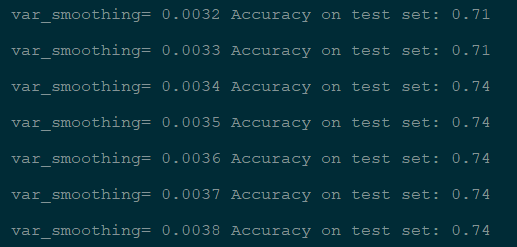 var_smoothing= 0.0032 Accuracy on test set: 0.71
var_smoothing= 0.0033 Accuracy on test set: 0.71
var_smoothing= 0.0034 Accuracy on test set: 0.74
var_smoothing= 0.0035 Accuracy on test set: 0.74
var_smoothing= 0.0036 Accuracy on test set: 0.74
var_smoothing= 0.0037 Accuracy on test set: 0.74
var_smoothing= 0.0038 Accuracy on test set: 0.74